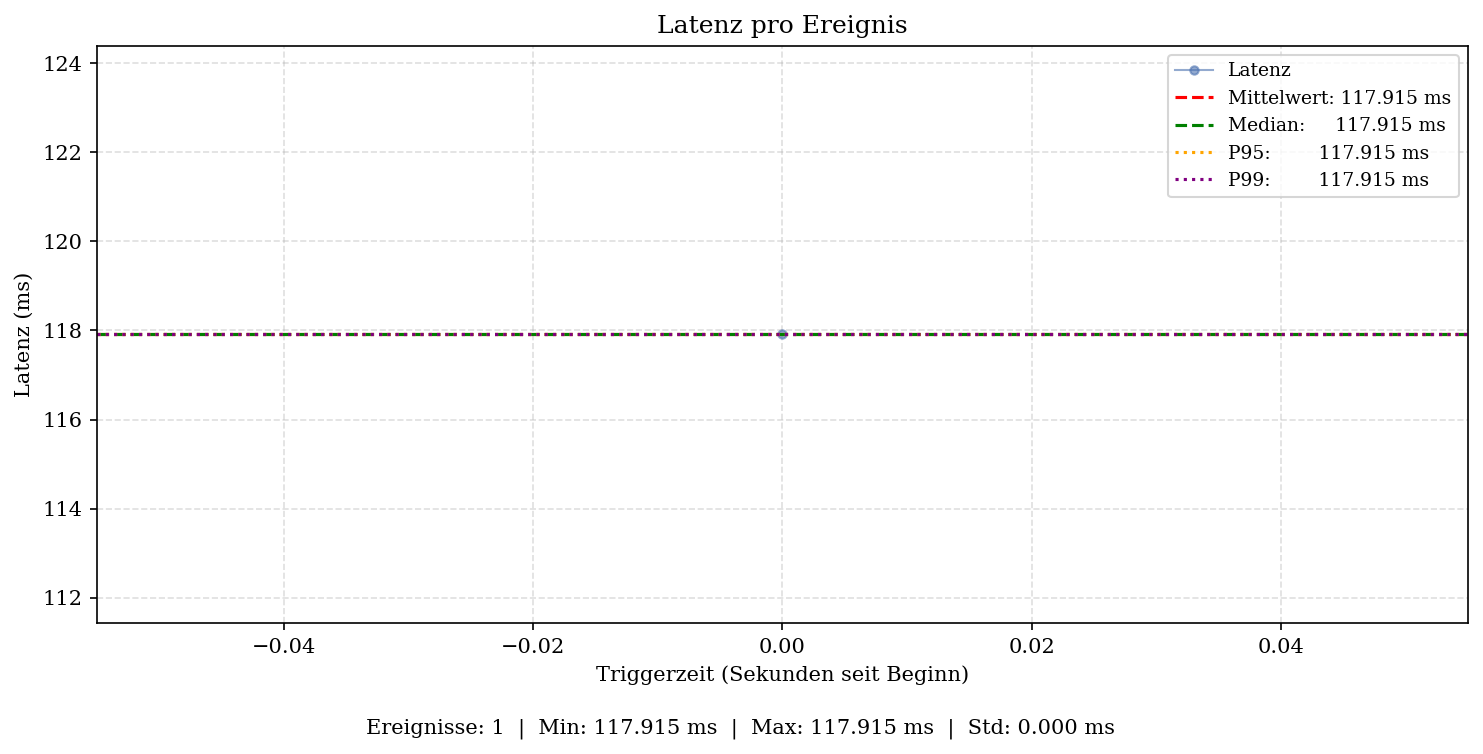 Latenz pro Ereignis
124
122
120
118
116
114
112
Latenz (ms)
Latenz
Mittelwert: 117.915 ms
Median: 117.915 ms
P95: 117.915 ms
P99: 117.915 ms
−0.04 −0.02 0.00 0.02 0.04
Triggerzeit (Sekunden seit Beginn)
Ereignisse: 1 | Min: 117.915 ms | Max: 117.915 ms | Std: 0.000 ms